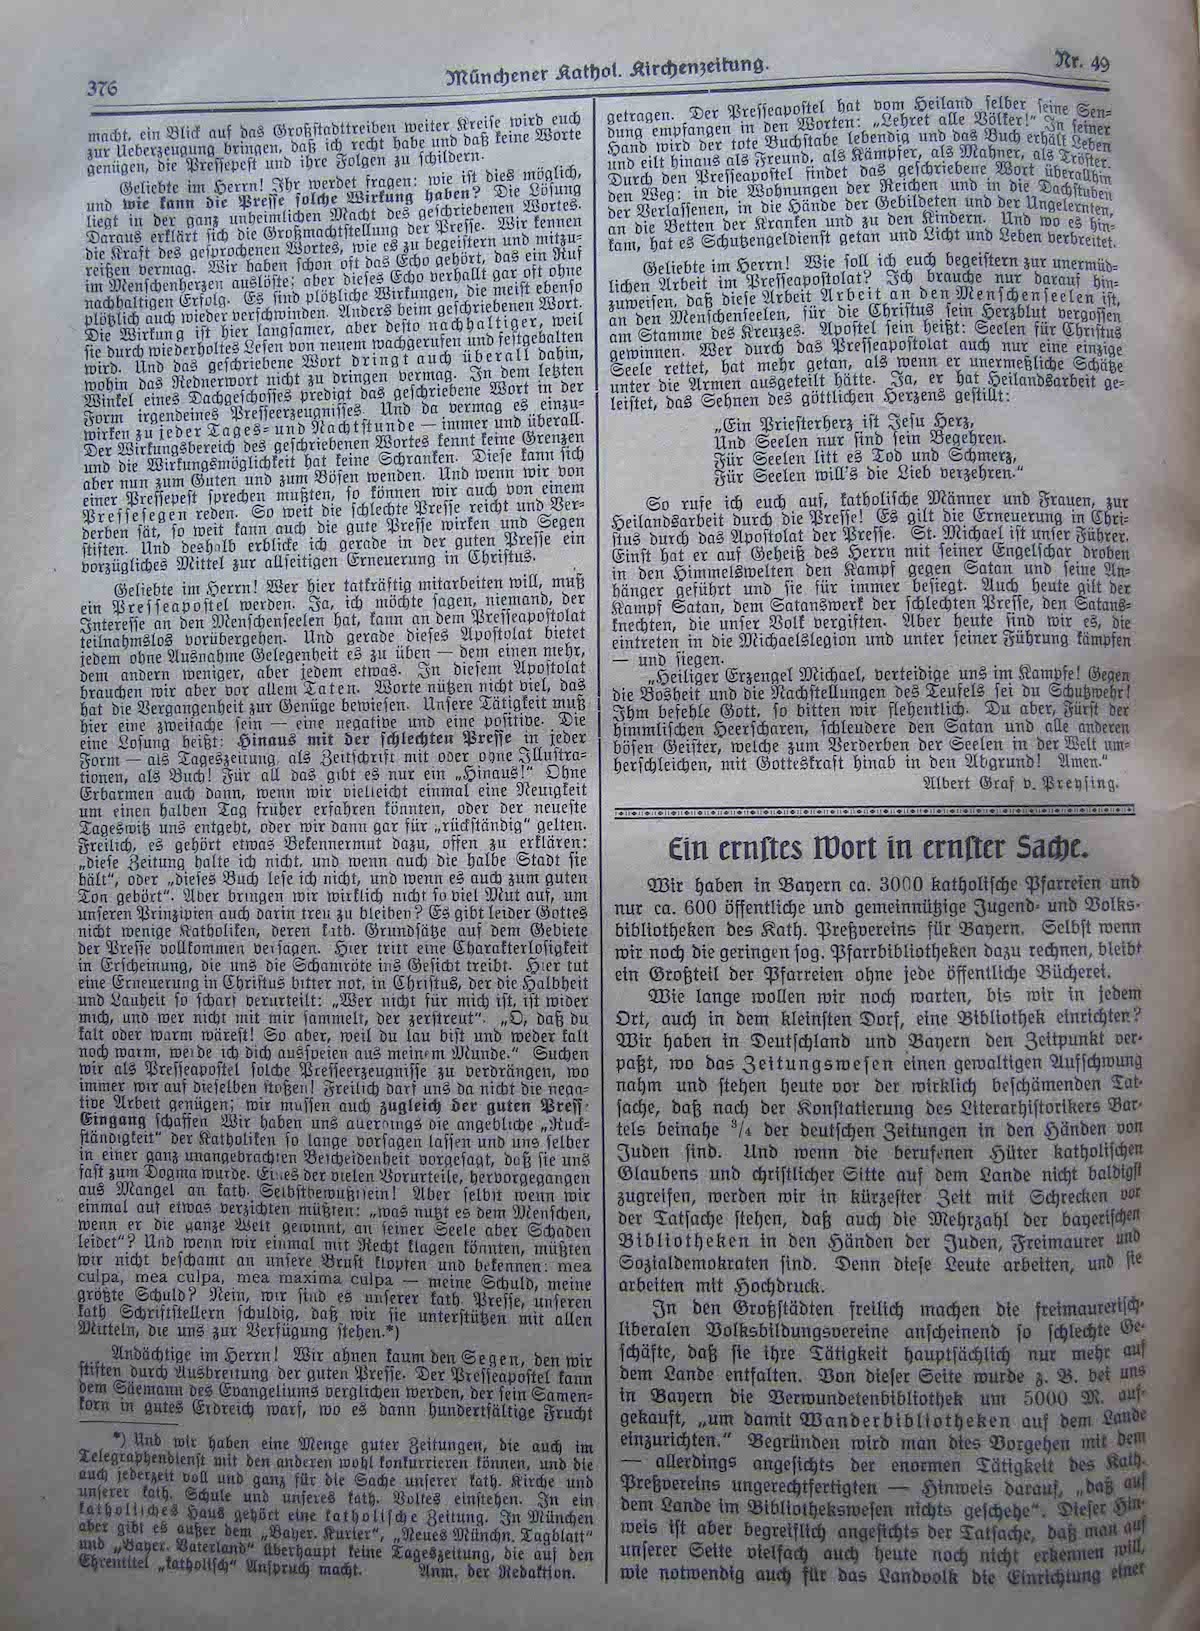 376
Münchener Kathol. Kirchenzeitung.
Nr. 49
macht, ein Blick auf das Großstadttreiben weiter Kreise wird euch
zur Ueberzeugung bringen, daß ich recht habe und daß keine Worte
genügen, die Pressepest und ihre Folgen zu schildern.
Geliebte im Herrn! Ihr werdet fragen: wie ist dies möglich,
und wie kann die Presse solche Wirkung haben? Die Lösung
liegt in der ganz unheimlichen Macht des geschriebenen Wortes.
Daraus erklärt sich die Großmachtstellung der Presse. Wir kennen
die Kraft des gesprochenen Wortes, wie es zu begeistern und mitzu-
reißen vermag. Wir haben schon oft das Echo gehört, das ein Ruf
im Menschenherzen auslöste; aber dieses Echo verhallt gar oft ohne
nachhaltigen Erfolg. Es sind plötzliche Wirkungen, die meist ebenso
plötzlich auch wieder verschwinden. Anders beim geschriebenen Wort.
Die Wirkung ist hier langsamer, aber desto nachhaltiger, weil
sie durch wiederholtes Lesen von neuem wachgerufen und festgehalten
wird. Und das geschriebene Wort dringt auch überall dahin,
wohin das Rednerwort nicht zu dringen vermag. In dem letzten
Winkel eines Dachgeschosses predigt das geschriebene Wort in der
Form irgendeines Presseerzeugnisses. Und da vermag es einzu-
wirken zu jeder Tages- und Nachtstunde — immer und überall.
Der Wirkungsbereich des geschriebenen Wortes kennt keine Grenzen
und die Wirkungsmöglichkeit hat keine Schranken. Diese kann sich
aber nun zum Guten und zum Bösen wenden. Und wenn wir von
einer Pressepest sprechen mußten, so können wir auch von einem
Pressesegen reden. So weit die schlechte Presse reicht und Ver-
derben sät, so weit kann auch die gute Presse wirken und Segen
stiften. Und deshalb erblicke ich gerade in der guten Presse ein
vorzügliches Mittel zur allseitigen Erneuerung in Christus.
Geliebte im Herrn! Wer hier tatkräftig mitarbeiten will, muß
ein Presseapostel werden. Ja, ich möchte sagen, niemand, der
Interesse an den Menschenseelen hat, kann an dem Presseapostolat
teilnahmslos vorübergehen. Und gerade dieses Apostolat bietet
jedem ohne Ausnahme Gelegenheit es zu üben — dem einen mehr,
dem andern weniger, aber jedem etwas. In diesem Apostolat
brauchen wir aber vor allem Taten. Worte nützen nicht viel, das
hat die Vergangenheit zur Genüge bewiesen. Unsere Tätigkeit muß
hier eine zweifache sein — eine negative und eine positive. Die
eine Losung heißt: Hinaus mit der schlechten Presse in jeder
Form — als Tageszeitung, als Zeitschrift mit oder ohne Illustra-
tionen, als Buch! Für all das gibt es nur ein „Hinaus!“ Ohne
Erbarmen auch dann, wenn wir vielleicht einmal eine Neuigkeit
um einen halben Tag früher erfahren könnten, oder der neueste
Tageswitz uns entgeht, oder wir dann gar für „rückständig“ gelten.
Freilich, es gehört etwas Bekennermut dazu, offen zu erklären:
„diese Zeitung halte ich nicht, und wenn auch die halbe Stadt sie
hält“, oder „dieses Buch lese ich nicht, und wenn es auch zum guten
Ton gehört“. Aber bringen wir wirklich nicht so viel Mut auf, um
unseren Prinzipien auch darin treu zu bleiben? Es gibt leider Gottes
nicht wenige Katholiken, deren kath. Grundsätze auf dem Gebiete
der Presse vollkommen versagen. Hier tritt eine Charakterlosigkeit
in Erscheinung, die uns die Schamröte ins Gesicht treibt. Hier tut
eine Erneuerung in Christus bitter not, in Christus, der die Halbheit
und Lauheit so scharf verurteilt: „Wer nicht für mich ist, ist wider
mich, und wer nicht mit mir sammelt, der zerstreut“. „O, daß du
kalt oder warm wärest! So aber, weil du lau bist und weder kalt
noch warm, werde ich dich ausspeien aus meinem Munde.“ Suchen
wir als Presseapostel solche Presseerzeugnisse zu verdrängen, wo
immer wir auf dieselben stoßen! Freilich darf uns da nicht die nega-
tive Arbeit genügen; wir müssen auch zugleich der guten Press-
Eingang schaffen Wir haben uns allerdings die angebliche „Rück-
ständigkeit“ der Katholiken so lange vorsagen lassen und uns selber
in einer ganz unangebrachten Bescheidenheit vorgesagt, daß sie uns
fast zum Dogma wurde. Eines der vielen Vorurteile, hervorgegangen
aus Mangel an kath. Selbstbewußtsein! Aber selbst wenn wir
einmal auf etwas verzichten müßten: „was nutzt es dem Menschen,
wenn er die ganze Welt gewinnt, an seiner Seele aber Schaden
leidet“? Und wenn wir einmal mit Recht klagen könnten, müßten
wir nicht beschämt an unsere Brust klopfen und bekennen: mea
culpa, mea culpa, mea maxima culpa — meine Schuld, meine
größte Schuld? Nein, wir sind es unserer kath. Presse, unseren
kath. Schriftstellern schuldig, daß wir sie unterstützen mit allen
Mitteln, die uns zur Verfügung stehen.*)
Andächtige im Herrn! Wir ahnen kaum den Segen, den wir
stiften durch Ausbreitung der guten Presse. Der Presseapostel kann
dem Säemann des Evangeliums verglichen werden, der sein Samen-
korn in gutes Erdreich warf, wo es dann hundertfältige Frucht
*) Und wir haben eine Menge guter Zeitungen, die auch im
Telegraphendienst mit den anderen wohl konkurrieren können, und die
auch jederzeit voll und ganz für die Sache unserer kath. Kirche und
unserer kath. Schule und unseres kath. Volkes einstehen. In ein
katholisches Haus gehört eine katholische Zeitung. In München
aber gibt es außer dem „Bayer. Kurier“, „Neues Münchn. Tagblatt“
und „Bayer. Vaterland“ überhaupt keine Tageszeitung, die auf den
Ehrentitel „katholisch“ Anspruch macht. Anm. der Redaktion.
getragen. Der Presseapostel hat vom Heiland selber seine Sen-
dung empfangen in den Worten: „Lehret alle Völker!“ In seiner
Hand wird der tote Buchstabe lebendig und das Buch erhält Leben
und eilt hinaus als Freund, als Kämpfer, als Mahner, als Tröster.
Durch den Presseapostel findet das geschriebene Wort überallhin
den Weg: in die Wohnungen der Reichen und in die Dachstuben
der Verlassenen, in die Hände der Gebildeten und der Ungelernten,
an die Betten der Kranken und zu den Kindern. Und wo es hin-
kam, hat es Schutzengeldienst getan und Licht und Leben verbreitet.
Geliebte im Herrn! Wie soll ich euch begeistern zur unermüd-
lichen Arbeit im Presseapostolat? Ich brauche nur darauf hin-
zuweisen, daß diese Arbeit Arbeit an den Menschenseelen ist,
an den Menschenseelen, für die Christus sein Herzblut vergossen
am Stamme des Kreuzes. Apostel sein heißt: Seelen für Christus
gewinnen. Wer durch das Presseapostolat auch nur eine einzige
Seele rettet, hat mehr getan, als wenn er unermeßliche Schätze
unter die Armen ausgeteilt hätte. Ja, er hat Heilandsarbeit ge-
leistet, das Sehnen des göttlichen Herzens gestillt:
„Ein Priesterherz ist Jesu Herz,
Und Seelen nur sind sein Begehren.
Für Seelen litt es Tod und Schmerz,
Für Seelen will's die Lieb verzehren.“
So rufe ich euch auf, katholische Männer und Frauen, zur
Heilandsarbeit durch die Presse! Es gilt die Erneuerung in Chri-
stus durch das Apostolat der Presse. St. Michael ist unser Führer.
Einst hat er auf Geheiß des Herrn mit seiner Engelschar droben
in den Himmelswelten den Kampf gegen Satan und seine An-
hänger geführt und sie für immer besiegt. Auch heute gilt der
Kampf Satan, dem Satanswerk der schlechten Presse, den Satans-
knechten, die unser Volk vergiften. Aber heute sind wir es, die
eintreten in die Michaelslegion und unter seiner Führung kämpfen
— und siegen.
„Heiliger Erzengel Michael, verteidige uns im Kampfe! Gegen
die Bosheit und die Nachstellungen des Teufels sei du Schutzwehr!
Ihm befehle Gott, so bitten wir flehentlich. Du aber, Fürst der
himmlischen Heerscharen, schleudere den Satan und alle anderen
bösen Geister, welche zum Verderben der Seelen in der Welt um-
herschleichen, mit Gotteskraft hinab in den Abgrund! Amen.“
Albert Graf v. Preysing.
Ein ernstes Wort in ernster Sache.
Wir haben in Bayern ca. 3000 katholische Pfarreien und
nur ca. 600 öffentliche und gemeinnützige Jugend- und Volks-
bibliotheken des Kath. Preßvereins für Bayern. Selbst wenn
wir noch die geringen sog. Pfarrbibliotheken dazu rechnen, bleibt
ein Großteil der Pfarreien ohne jede öffentliche Bücherei.
Wie lange wollen wir noch warten, bis wir in jedem
Ort, auch in dem kleinsten Dorf, eine Bibliothek einrichten?
Wir haben in Deutschland und Bayern den Zeitpunkt ver-
paßt, wo das Zeitungswesen einen gewaltigen Aufschwung
nahm und stehen heute vor der wirklich beschämenden Tat-
sache, daß nach der Konstatierung des Literarhistorikers Bar-
tels beinahe ¾ der deutschen Zeitungen in den Händen von
Juden sind. Und wenn die berufenen Hüter katholischen
Glaubens und christlicher Sitte auf dem Lande nicht baldigst
zugreifen, werden wir in kürzester Zeit mit Schrecken vor
der Tatsache stehen, daß auch die Mehrzahl der bayerischen
Bibliotheken in den Händen der Juden, Freimaurer und
Sozialdemokraten sind. Denn diese Leute arbeiten, und sie
arbeiten mit Hochdruck.
In den Großstädten freilich machen die freimaurerisch-
liberalen Volksbildungsvereine anscheinend so schlechte Ge-
schäfte, daß sie ihre Tätigkeit hauptsächlich nur mehr auf
dem Lande entfalten. Von dieser Seite wurde z. B. bei uns
in Bayern die Verwundetenbibliothek um 5000 M. auf-
gekauft, „um damit Wanderbibliotheken auf dem Lande
einzurichten.“ Begründen wird man dies Vorgehen mit dem
— allerdings angesichts der enormen Tätigkeit des Kath.
Preßvereins ungerechtfertigten — Hinweis darauf, „daß auf
dem Lande im Bibliothekswesen nichts geschehe“. Dieser Hin-
weis ist aber begreiflich angesichts der Tatsache, daß man auf
unserer Seite vielfach auch heute noch nicht erkennen will,
wie notwendig auch für das Landvolk die Einrichtung einer